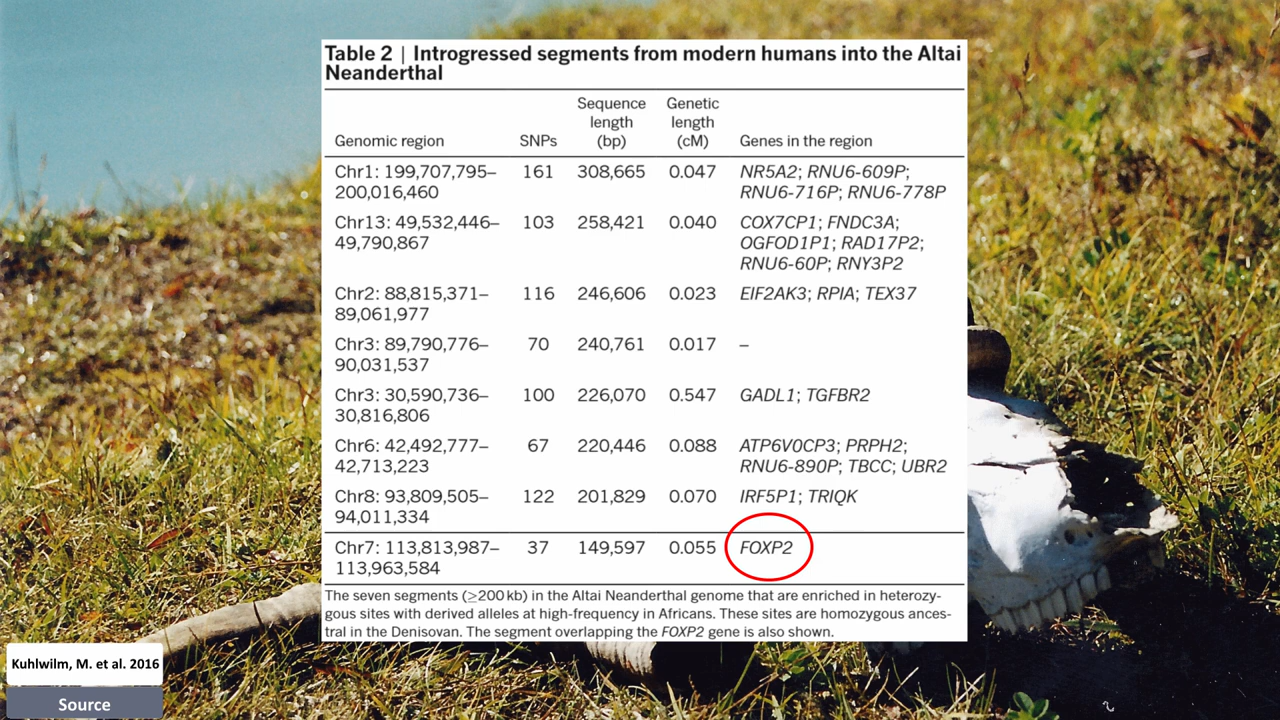 Table 2 | Introgressed segments from modern humans into the Altai
Neanderthal
Genomic region SNPs Sequence length (bp) Genetic length (cM) Genes in the region
Chr1: 199,707,795– 161 308,665 0.047 NR5A2; RNU6-609P;
200,016,460 RNU6-716P; RNU6-778P
Chr13: 49,532,446– 103 258,421 0.040 COX7CP1; FNDC3A;
49,790,867 OGFOD1P1; RAD17P2;
RNU6-60P; RNY3P2
Chr2: 88,815,371– 116 246,606 0.023 EIF2AK3; RPIA; TEX37
89,061,977
Chr3: 89,790,776– 70 240,761 0.017 –
90,031,537
Chr3: 30,590,736– 100 226,070 0.547 GADL1; TGFBR2
30,816,806
Chr6: 42,492,777– 67 220,446 0.088 ATP6V0CP3; PRPH2;
42,713,223 RNU6-890P; TBCC; UBR2
Chr8: 93,809,505– 122 201,829 0.070 IRF5P1; TRIQK
94,011,334
Chr7: 113,813,987– 37 149,597 0.055 FOXP2
113,963,584
The seven segments (≥200 kb) in the Altai Neanderthal genome that are enriched in heterozy-
gous sites with derived alleles at high-frequency in Africans. These sites are homozygous ances-
tral in the Denisovan. The segment overlapping the FOXP2 gene is also shown.
Kuhlwilm, M. et al. 2016
Source